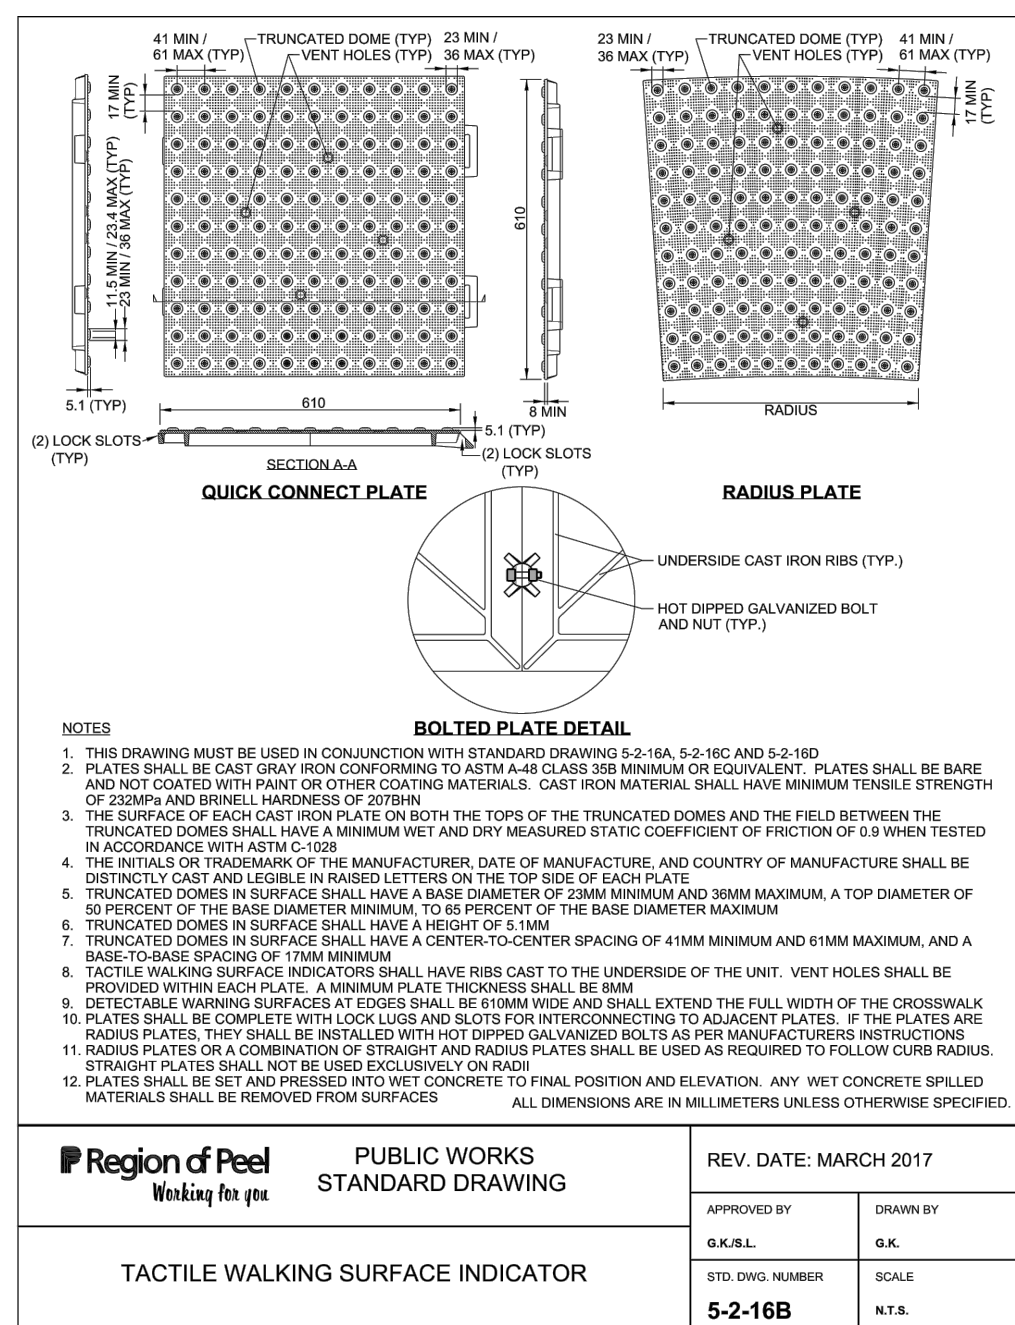 41 MIN /
61 MAX (TYP)
TRUNCATED DOME (TYP)
VENT HOLES (TYP)
23 MIN /
36 MAX (TYP)
17 MIN
(TYP)
11.5 MIN / 23.4 MAX (TYP)
23 MIN / 36 MAX (TYP)
5.1 (TYP)
610
610
8 MIN
5.1 (TYP)
(2) LOCK SLOTS
(TYP)
(2) LOCK SLOTS
(TYP)
SECTION A-A
QUICK CONNECT PLATE
23 MIN /
36 MAX (TYP)
TRUNCATED DOME (TYP)
VENT HOLES (TYP)
41 MIN /
61 MAX (TYP)
17 MIN
(TYP)
RADIUS
RADIUS PLATE
UNDERSIDE CAST IRON RIBS (TYP.)
HOT DIPPED GALVANIZED BOLT
AND NUT (TYP.)
BOLTED PLATE DETAIL
NOTES
1. THIS DRAWING MUST BE USED IN CONJUNCTION WITH STANDARD DRAWING 5-2-16A, 5-2-16C AND 5-2-16D
2. PLATES SHALL BE CAST GRAY IRON CONFORMING TO ASTM A-48 CLASS 35B MINIMUM OR EQUIVALENT. PLATES SHALL BE BARE
AND NOT COATED WITH PAINT OR OTHER COATING MATERIALS. CAST IRON MATERIAL SHALL HAVE MINIMUM TENSILE STRENGTH
OF 232MPa AND BRINELL HARDNESS OF 207BHN
3. THE SURFACE OF EACH CAST IRON PLATE ON BOTH THE TOPS OF THE TRUNCATED DOMES AND THE FIELD BETWEEN THE
TRUNCATED DOMES SHALL HAVE A MINIMUM WET AND DRY MEASURED STATIC COEFFICIENT OF FRICTION OF 0.9 WHEN TESTED
IN ACCORDANCE WITH ASTM C-1028
4. THE INITIALS OR TRADEMARK OF THE MANUFACTURER, DATE OF MANUFACTURE, AND COUNTRY OF MANUFACTURE SHALL BE
DISTINCTLY CAST AND LEGIBLE IN RAISED LETTERS ON THE TOP SIDE OF EACH PLATE
5. TRUNCATED DOMES IN SURFACE SHALL HAVE A BASE DIAMETER OF 23MM MINIMUM AND 36MM MAXIMUM, A TOP DIAMETER OF
50 PERCENT OF THE BASE DIAMETER MINIMUM, TO 65 PERCENT OF THE BASE DIAMETER MAXIMUM
6. TRUNCATED DOMES IN SURFACE SHALL HAVE A HEIGHT OF 5.1MM
7. TRUNCATED DOMES IN SURFACE SHALL HAVE A CENTER-TO-CENTER SPACING OF 41MM MINIMUM AND 61MM MAXIMUM, AND A
BASE-TO-BASE SPACING OF 17MM MINIMUM
8. TACTILE WALKING SURFACE INDICATORS SHALL HAVE RIBS CAST TO THE UNDERSIDE OF THE UNIT. VENT HOLES SHALL BE
PROVIDED WITHIN EACH PLATE. A MINIMUM PLATE THICKNESS SHALL BE 8MM
9. DETECTABLE WARNING SURFACES AT EDGES SHALL BE 610MM WIDE AND SHALL EXTEND THE FULL WIDTH OF THE CROSSWALK
10. PLATES SHALL BE COMPLETE WITH LOCK LUGS AND SLOTS FOR INTERCONNECTING TO ADJACENT PLATES. IF THE PLATES ARE
RADIUS PLATES, THEY SHALL BE INSTALLED WITH HOT DIPPED GALVANIZED BOLTS AS PER MANUFACTURERS INSTRUCTIONS
11. RADIUS PLATES OR A COMBINATION OF STRAIGHT AND RADIUS PLATES SHALL BE USED AS REQUIRED TO FOLLOW CURB RADIUS.
STRAIGHT PLATES SHALL NOT BE USED EXCLUSIVELY ON RADII
12. PLATES SHALL BE SET AND PRESSED INTO WET CONCRETE TO FINAL POSITION AND ELEVATION. ANY WET CONCRETE SPILLED
MATERIALS SHALL BE REMOVED FROM SURFACES
ALL DIMENSIONS ARE IN MILLIMETERS UNLESS OTHERWISE SPECIFIED.
Region of Peel
Working for you
PUBLIC WORKS
STANDARD DRAWING
REV. DATE: MARCH 2017
APPROVED BY
G.K./S.L.
DRAWN BY
G.K.
TACTILE WALKING SURFACE INDICATOR
STD. DWG. NUMBER
5-2-16B
SCALE
N.T.S.